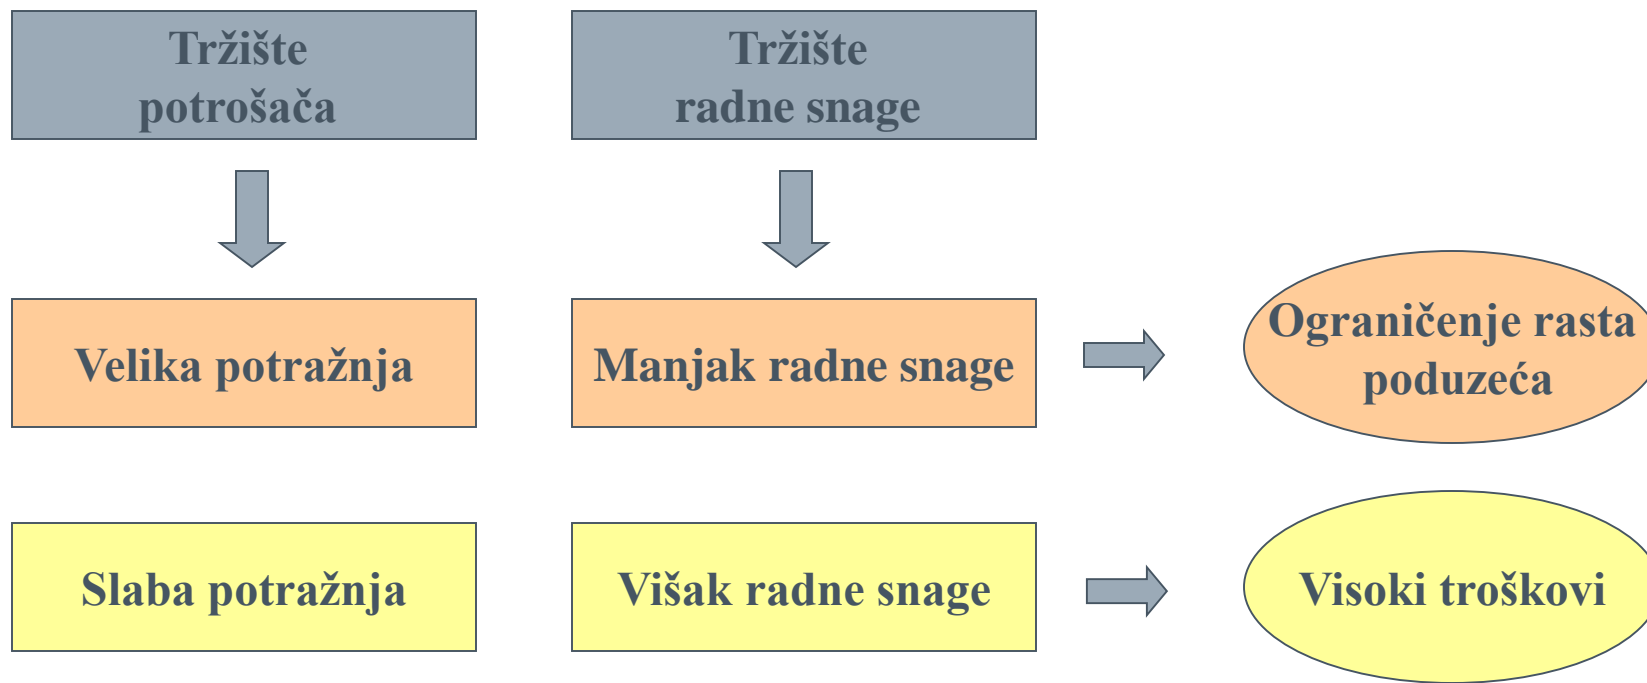 Tržište
potrošača
Tržište
radne snage
Velika potražnja
Manjak radne snage
Ograničenje rasta
poduzeća
Slaba potražnja
Višak radne snage
Visoki troškovi